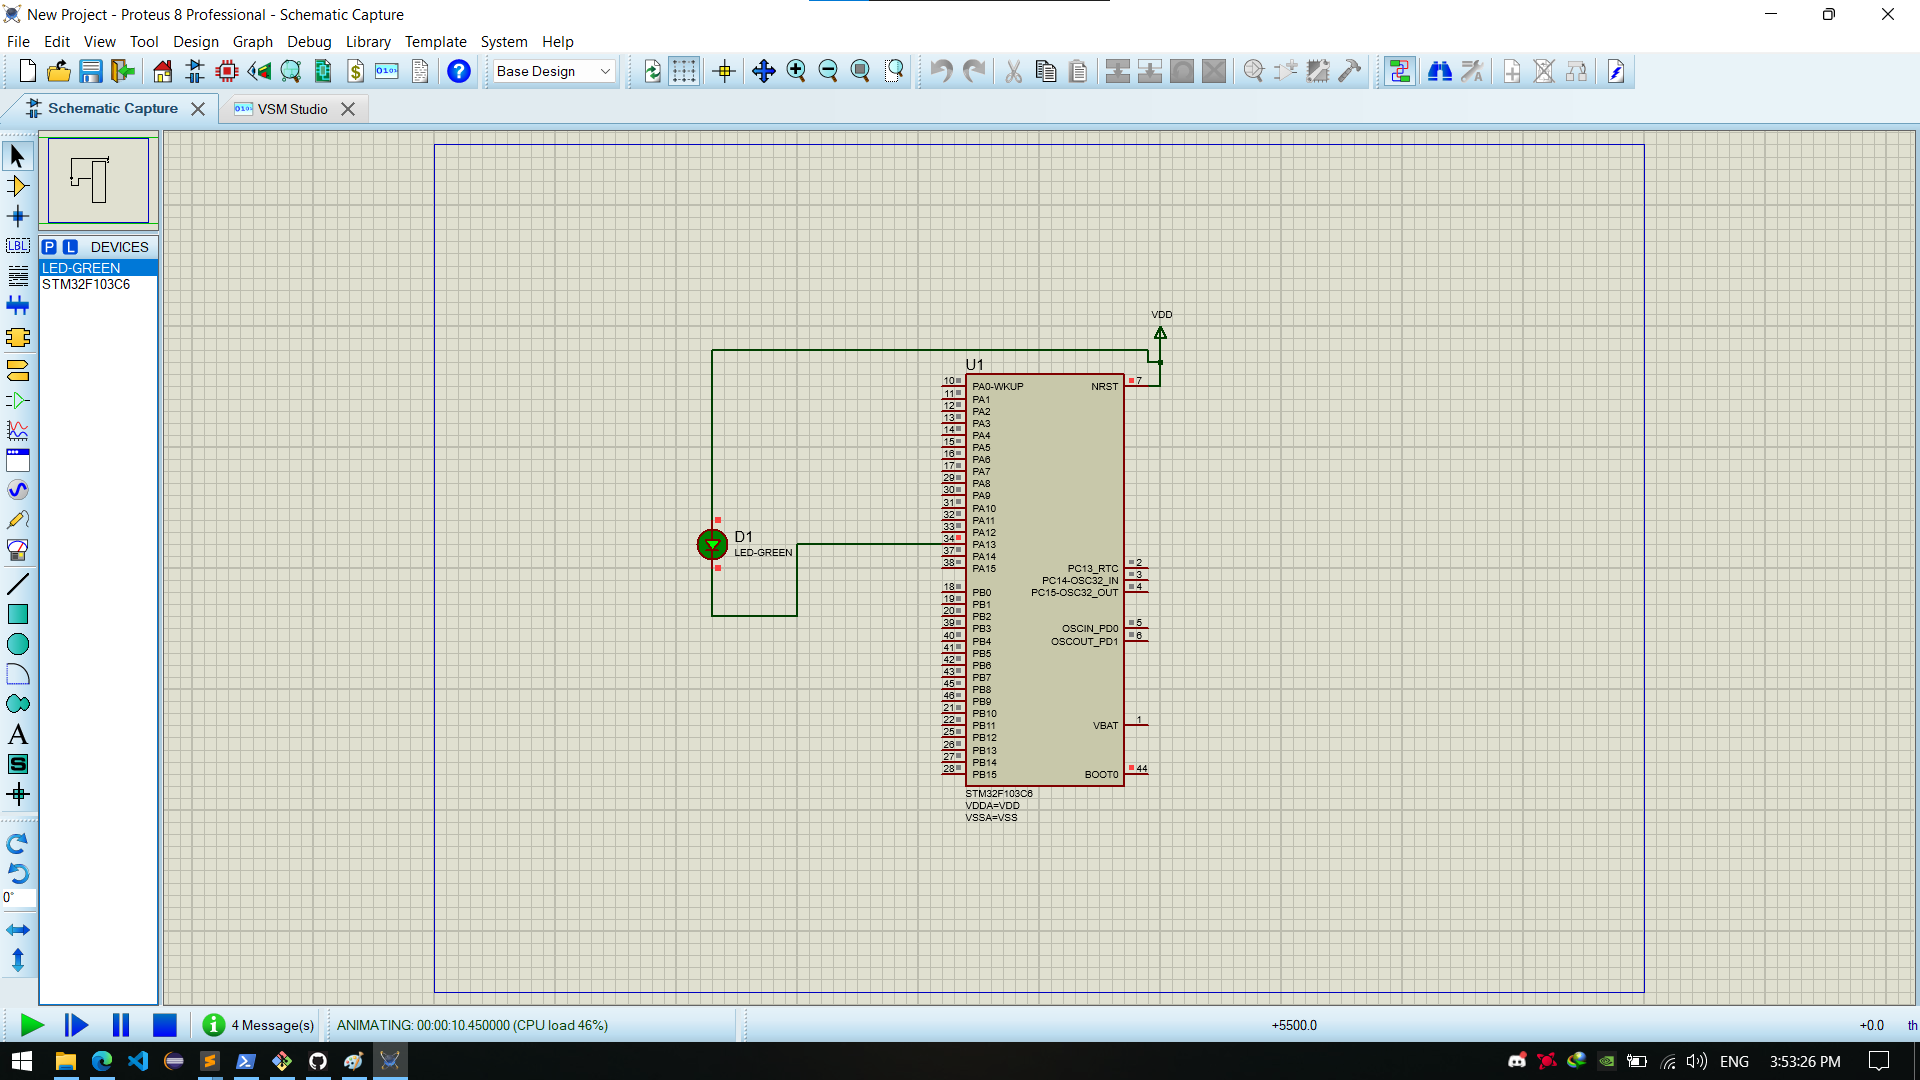 New Project - Proteus 8 Professional - Schematic Capture
File Edit View Tool Design Graph Debug Library Template System Help
Base Design
Schematic Capture
VSM Studio
P L DEVICES
LED-GREEN
STM32F103C6
LBL
A
S
0°
VDD
U1
10 PA0-WKUP NRST 7
11 PA1
12 PA2
13 PA3
14 PA4
15 PA5
16 PA6
17 PA7
29 PA8
30 PA9
31 PA10
32 PA11
33 PA12
34 PA13
37 PA14
38 PA15
D1
LED-GREEN
PC13_RTC 2
PC14-OSC32_IN 3
PC15-OSC32_OUT 4
18 PB0
19 PB1
20 PB2
39 PB3
40 PB4
41 PB5
42 PB6
43 PB7
45 PB8
46 PB9
21 PB10
22 PB11
25 PB12
26 PB13
27 PB14
28 PB15
OSCIN_PD0 5
OSCOUT_PD1 6
VBAT 1
BOOT0 44
STM32F103C6
VDDA=VDD
VSSA=VSS
4 Message(s)
ANIMATING: 00:00:10.450000 (CPU load 46%)
+5500.0
+0.0
th
ENG
3:53:26 PM